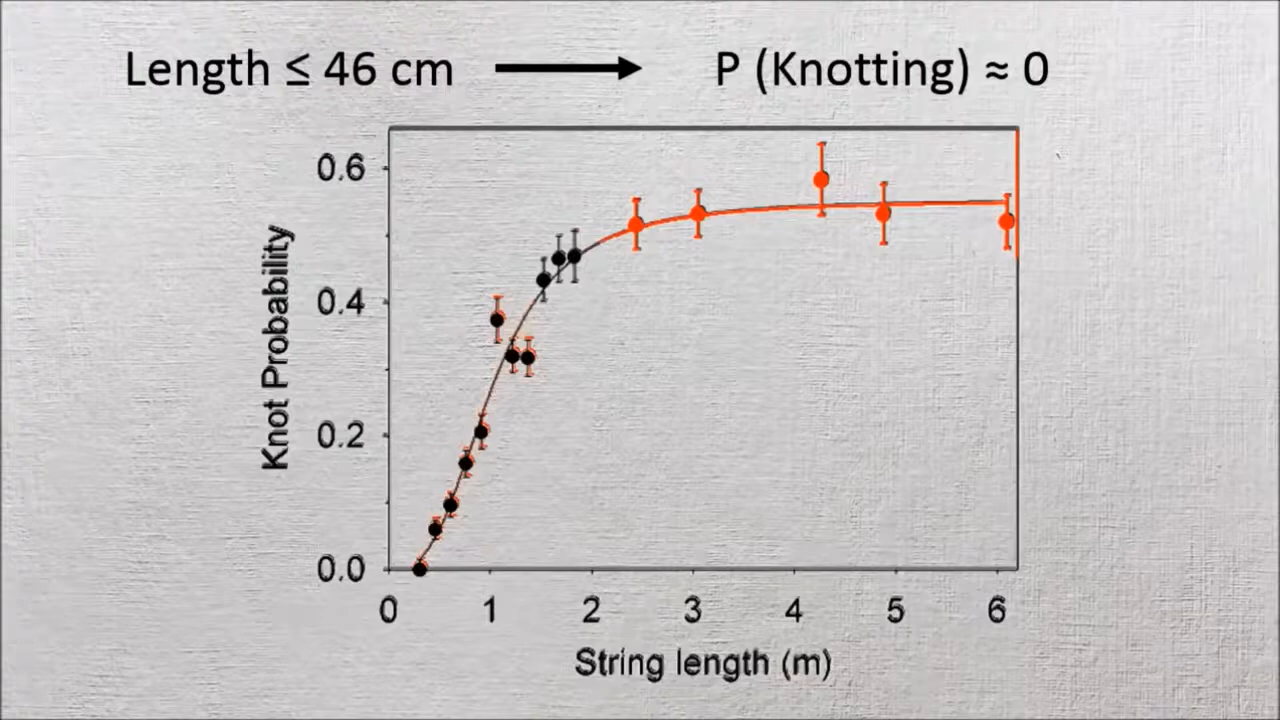 Length ≤ 46 cm → P (Knotting) ≈ 0
0.6
0.4
0.2
0.0
Knot Probability
0 1 2 3 4 5 6
String length (m)